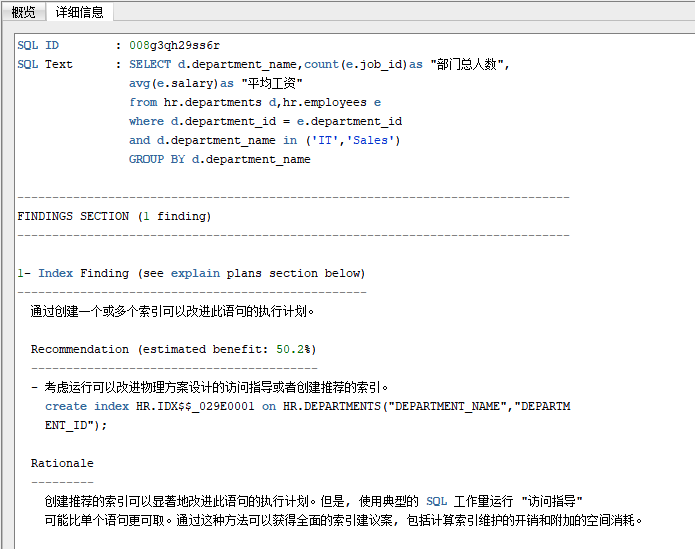 概览 详细信息
SQL ID : 008g3qh29ss6r
SQL Text : SELECT d.department_name,count(e.job_id)as "部门总人数",
avg(e.salary)as "平均工资"
from hr.departments d,hr.employees e
where d.department_id = e.department_id
and d.department_name in ('IT','Sales')
GROUP BY d.department_name
-------------------------------------------------------------------------------
FINDINGS SECTION (1 finding)
-------------------------------------------------------------------------------
1- Index Finding (see explain plans section below)
--------------------------------------------------
通过创建一个或多个索引可以改进此语句的执行计划。
Recommendation (estimated benefit: 50.2%)
-----------------------------------------
- 考虑运行可以改进物理方案设计的访问指导或者创建推荐的索引。
create index HR.IDX$$_029E0001 on HR.DEPARTMENTS("DEPARTMENT_NAME","DEPARTM
ENT_ID");
Rationale
---------
创建推荐的索引可以显著地改进此语句的执行计划。但是, 使用典型的 SQL 工作量运行 "访问指导"
可能比单个语句更可取。通过这种方法可以获得全面的索引建议案, 包括计算索引维护的开销和附加的空间消耗。